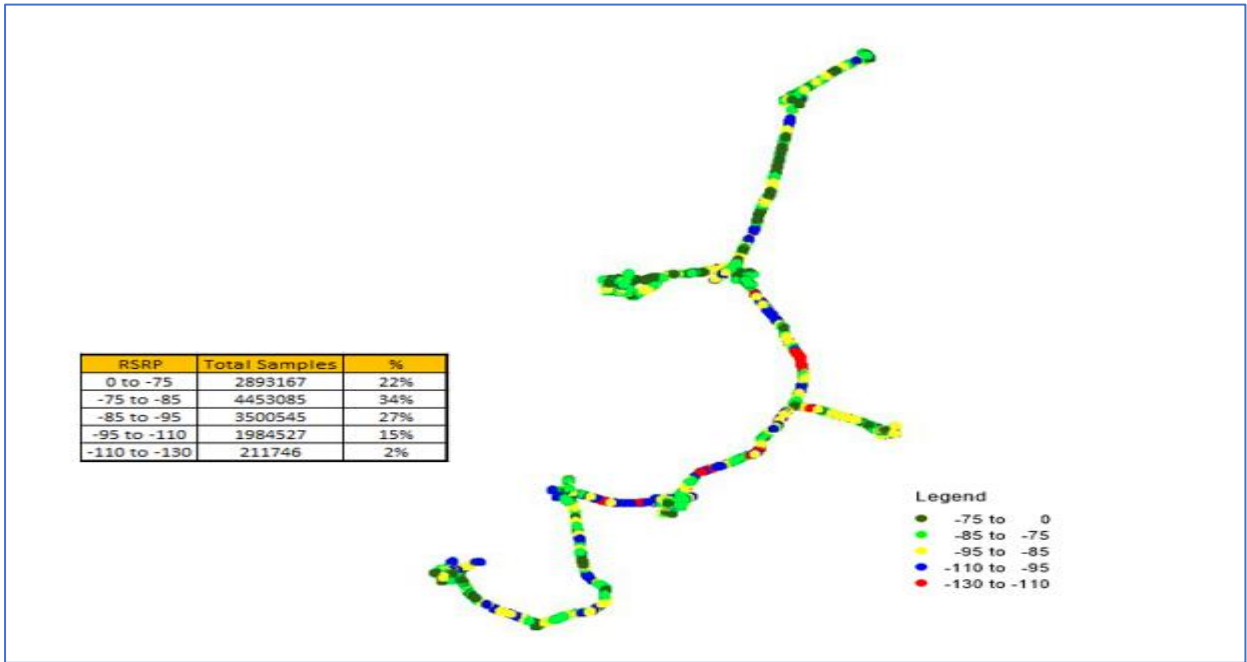 RSRP Total Samples %
0 to -75 2893167 22%
-75 to -85 4453085 34%
-85 to -95 3500545 27%
-95 to -110 1984527 15%
-110 to -130 211746 2%
Legend
-75 to 0
-85 to -75
-95 to -85
-110 to -95
-130 to -110